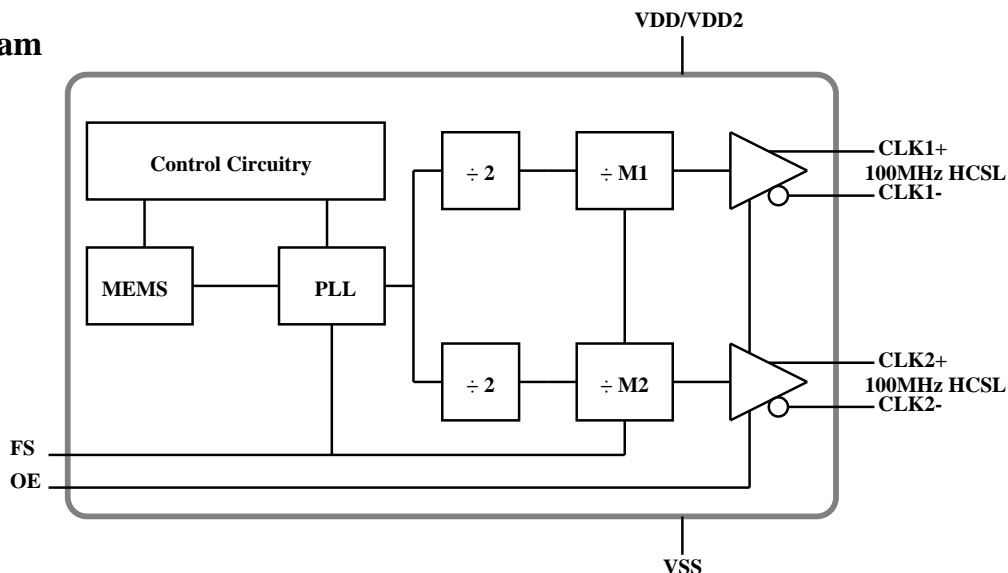 VDD/VDD2
am
Control Circuitry
÷ 2
÷ M1
CLK1+
100MHz HCSL
CLK1-
MEMS
PLL
÷ 2
÷ M2
CLK2+
100MHz HCSL
CLK2-
FS
OE
VSS